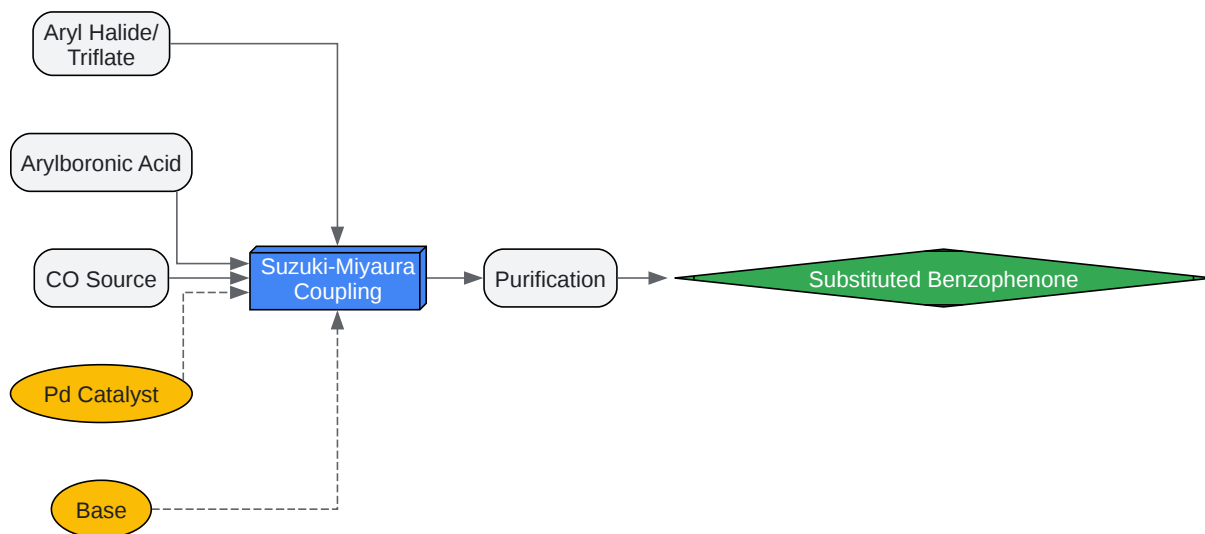 Aryl Halide/
Triflate
Arylboronic Acid
CO Source
Suzuki-Miyaura
Coupling
Purification
Substituted Benzophenone
Pd Catalyst
Base